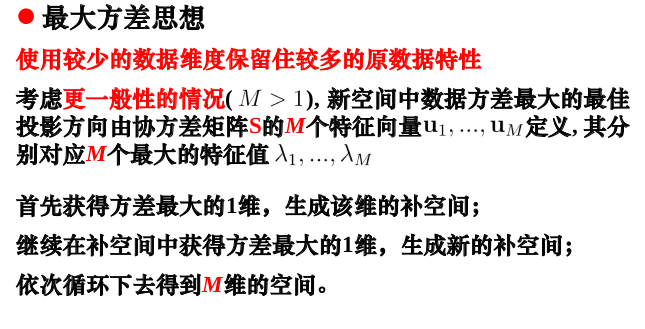 ● 最大方差思想
使用较少的数据维度保留住较多的原数据特性
考虑更一般性的情况( M > 1 ), 新空间中数据方差最大的最佳
投影方向由协方差矩阵S的M个特征向量u₁, ..., u_M 定义, 其分
别对应M个最大的特征值 λ₁, ..., λ_M
首先获得方差最大的1维，生成该维的补空间；
继续在补空间中获得方差最大的1维，生成新的补空间；
依次循环下去得到M维的空间。